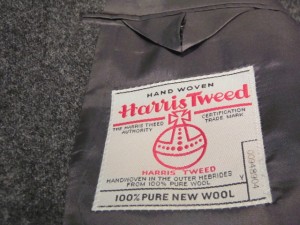 HAND WOVEN
Harris Tweed
THE HARRIS TWEED AUTHORITY
CERTIFICATION TRADE MARK
HARRIS TWEED
HANDWOVEN IN THE OUTER HEBRIDES
FROM 100% PURE WOOL
Y
100% PURE NEW WOOL